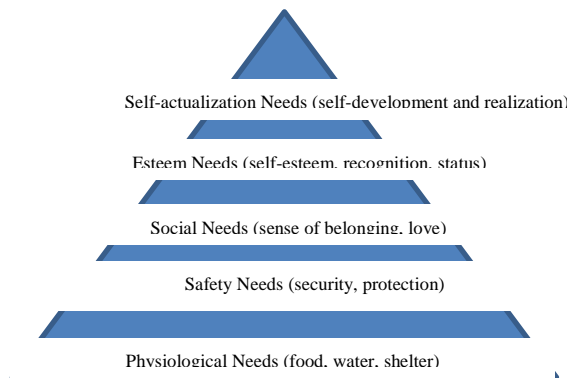 Self-actualization Needs (self-development and realization)
Esteem Needs (self-esteem, recognition, status)
Social Needs (sense of belonging, love)
Safety Needs (security, protection)
Physiological Needs (food, water, shelter)